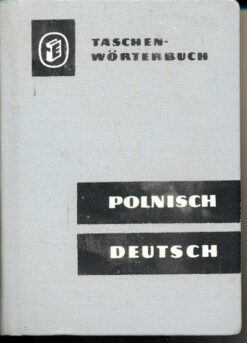 TASCHEN-
WÖRTERBUCH
POLNISCH
DEUTSCH